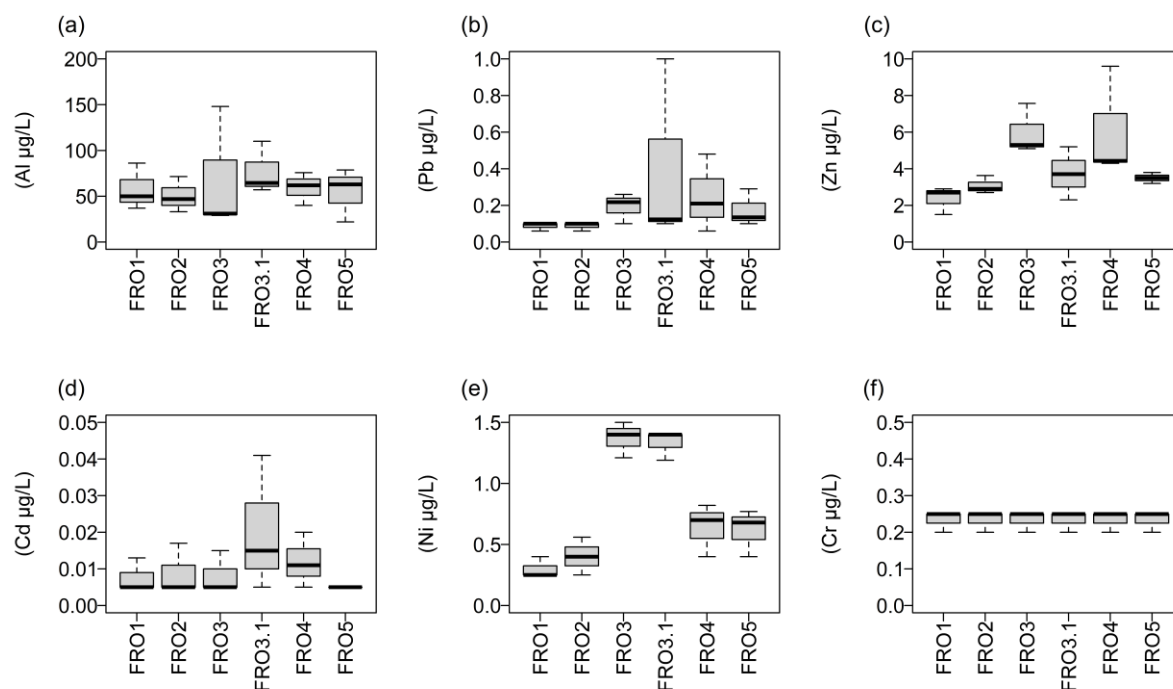 (a)
(Al µg/L)
200
150
100
50
0
FRO1
FRO2
FRO3
FRO3.1
FRO4
FRO5
(b)
(Pb µg/L)
1.0
0.8
0.6
0.4
0.2
0.0
FRO1
FRO2
FRO3
FRO3.1
FRO4
FRO5
(c)
(Zn µg/L)
10
8
6
4
2
0
FRO1
FRO2
FRO3
FRO3.1
FRO4
FRO5
(d)
(Cd µg/L)
0.05
0.04
0.03
0.02
0.01
0.00
FRO1
FRO2
FRO3
FRO3.1
FRO4
FRO5
(e)
(Ni µg/L)
1.5
1.0
0.5
0.0
FRO1
FRO2
FRO3
FRO3.1
FRO4
FRO5
(f)
(Cr µg/L)
0.5
0.4
0.3
0.2
0.1
0.0
FRO1
FRO2
FRO3
FRO3.1
FRO4
FRO5